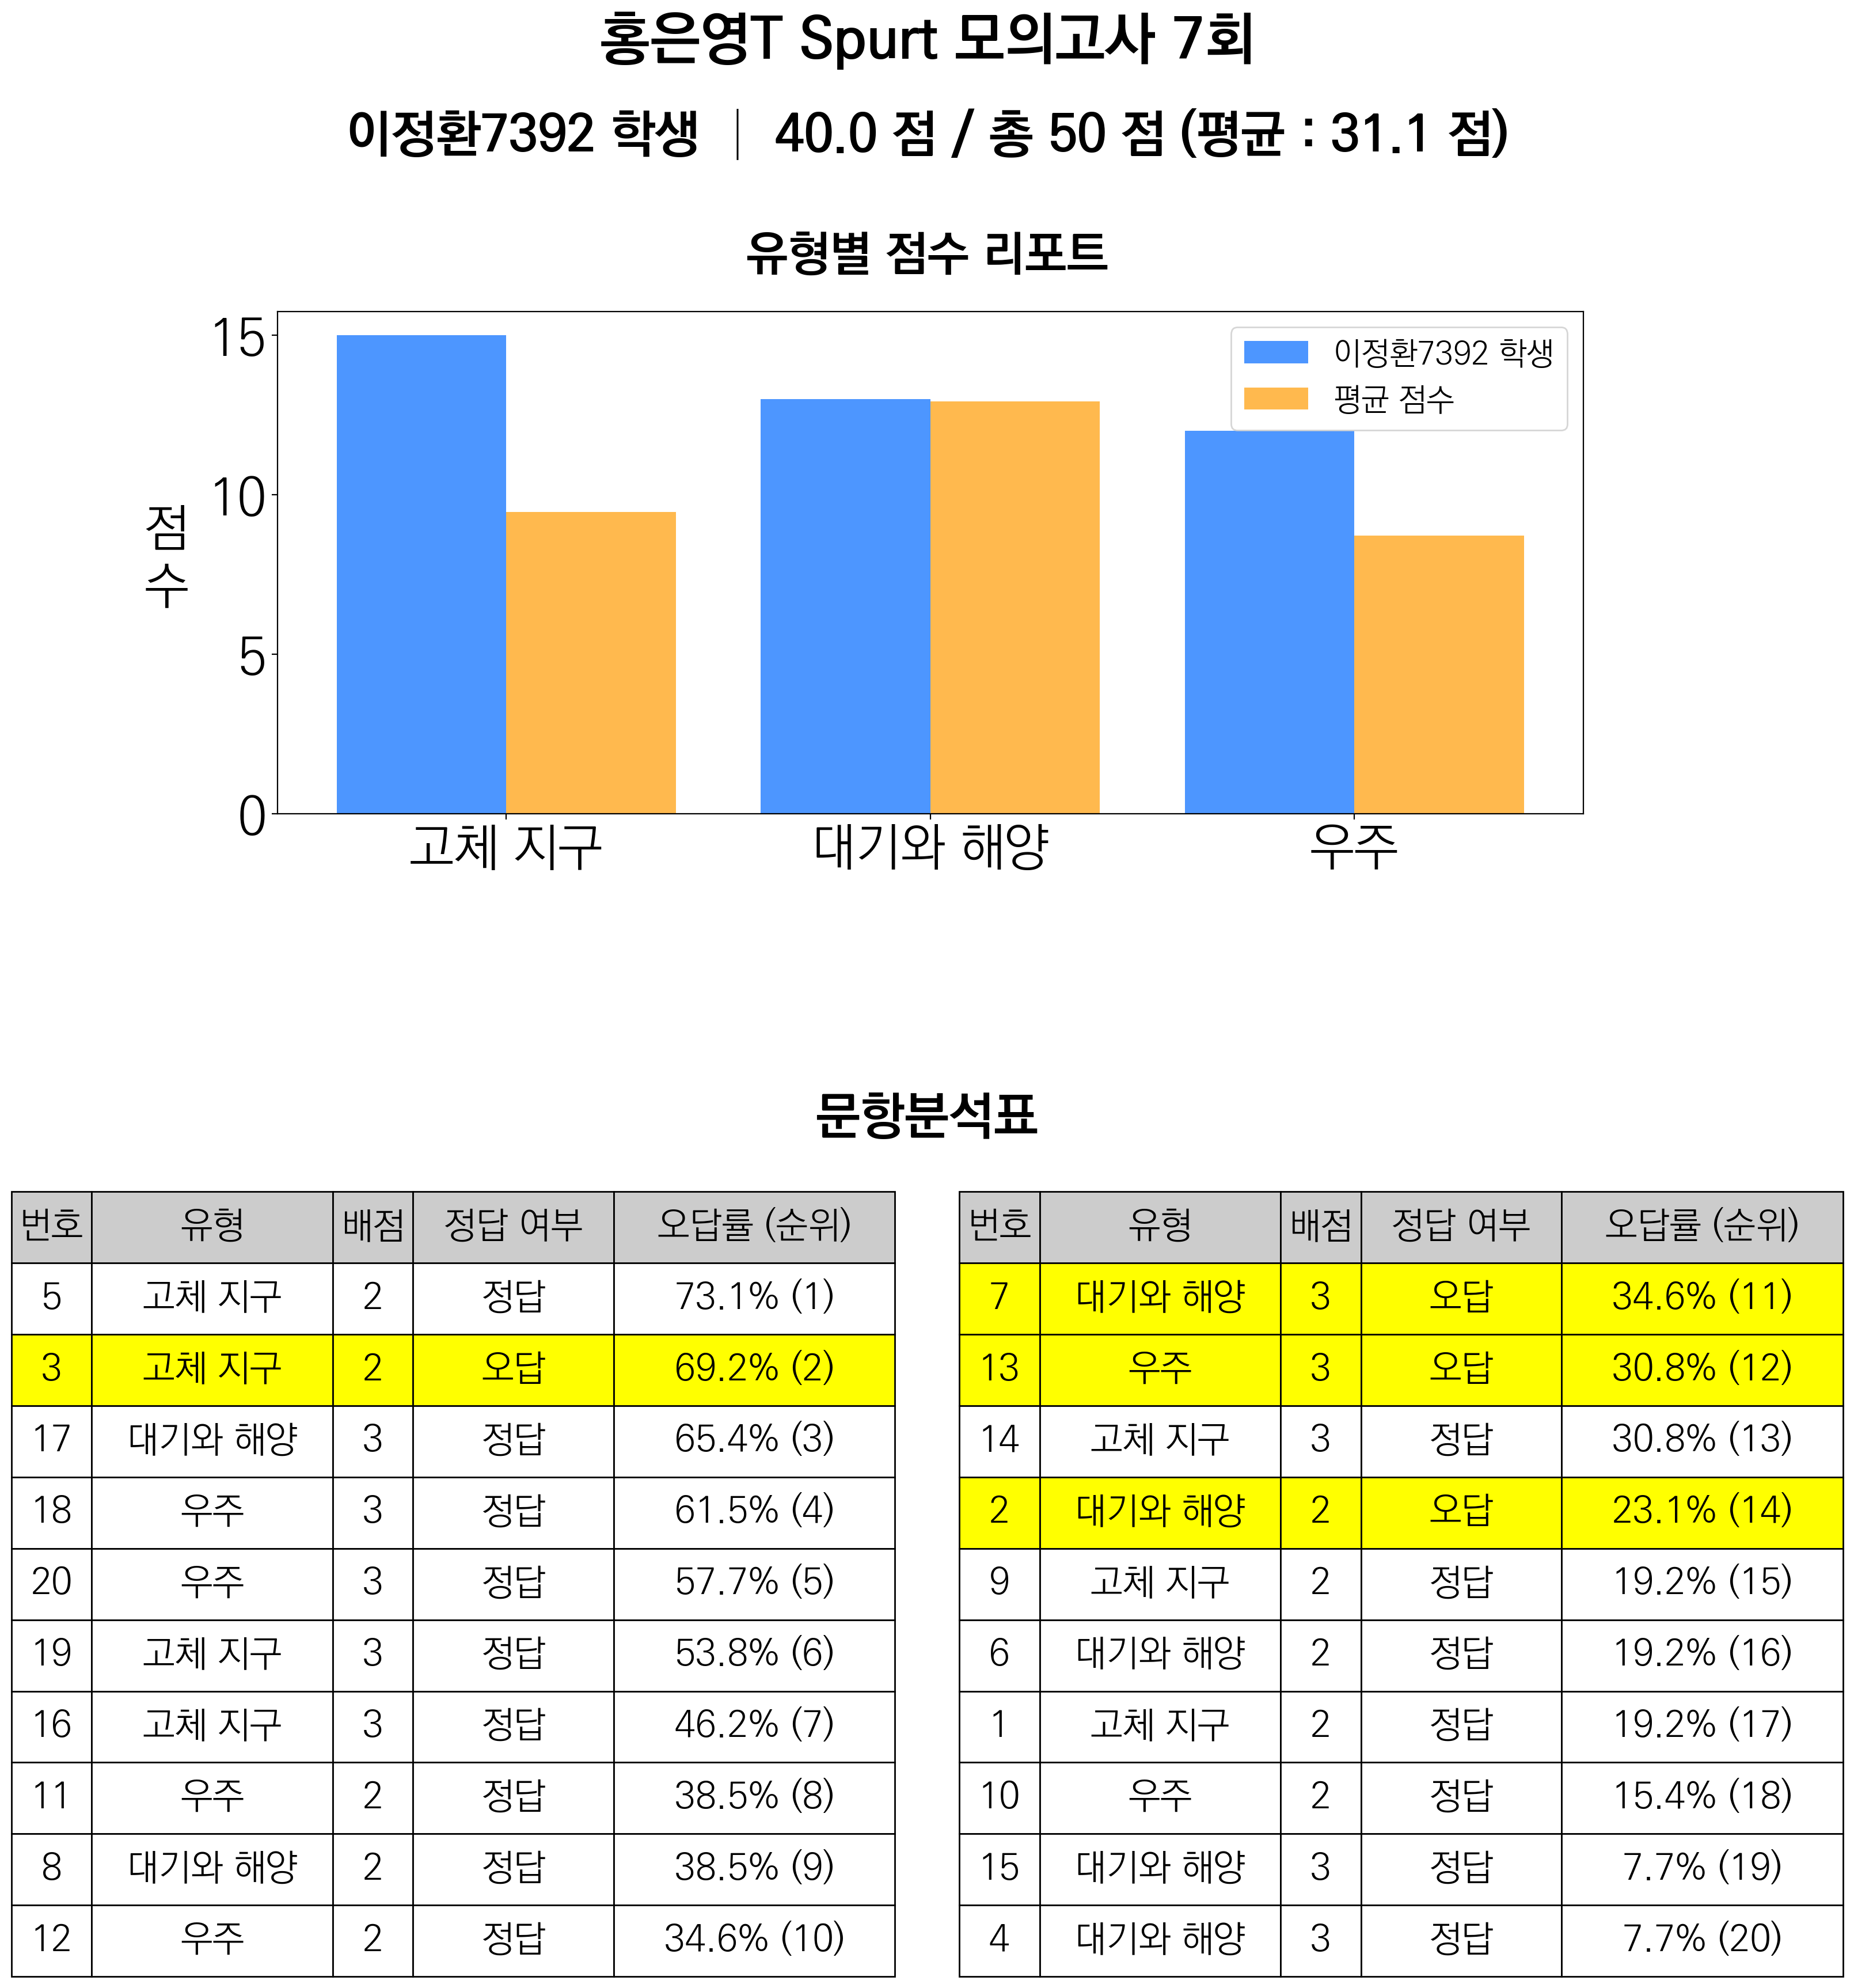 홍은영T Spurt 모의고사 7회
이정환7392 학생 | 40.0 점 / 총 50 점 (평균 : 31.1 점)
유형별 점수 리포트
점
수
15
10
5
0
이정환7392 학생
평균 점수
고체 지구 대기와 해양 우주
문항분석표
번호 유형 배점 정답 여부 오답률 (순위)
5 고체 지구 2 정답 73.1% (1)
3 고체 지구 2 오답 69.2% (2)
17 대기와 해양 3 정답 65.4% (3)
18 우주 3 정답 61.5% (4)
20 우주 3 정답 57.7% (5)
19 고체 지구 3 정답 53.8% (6)
16 고체 지구 3 정답 46.2% (7)
11 우주 2 정답 38.5% (8)
8 대기와 해양 2 정답 38.5% (9)
12 우주 2 정답 34.6% (10)
번호 유형 배점 정답 여부 오답률 (순위)
7 대기와 해양 3 오답 34.6% (11)
13 우주 3 오답 30.8% (12)
14 고체 지구 3 정답 30.8% (13)
2 대기와 해양 2 오답 23.1% (14)
9 고체 지구 2 정답 19.2% (15)
6 대기와 해양 2 정답 19.2% (16)
1 고체 지구 2 정답 19.2% (17)
10 우주 2 정답 15.4% (18)
15 대기와 해양 3 정답 7.7% (19)
4 대기와 해양 3 정답 7.7% (20)